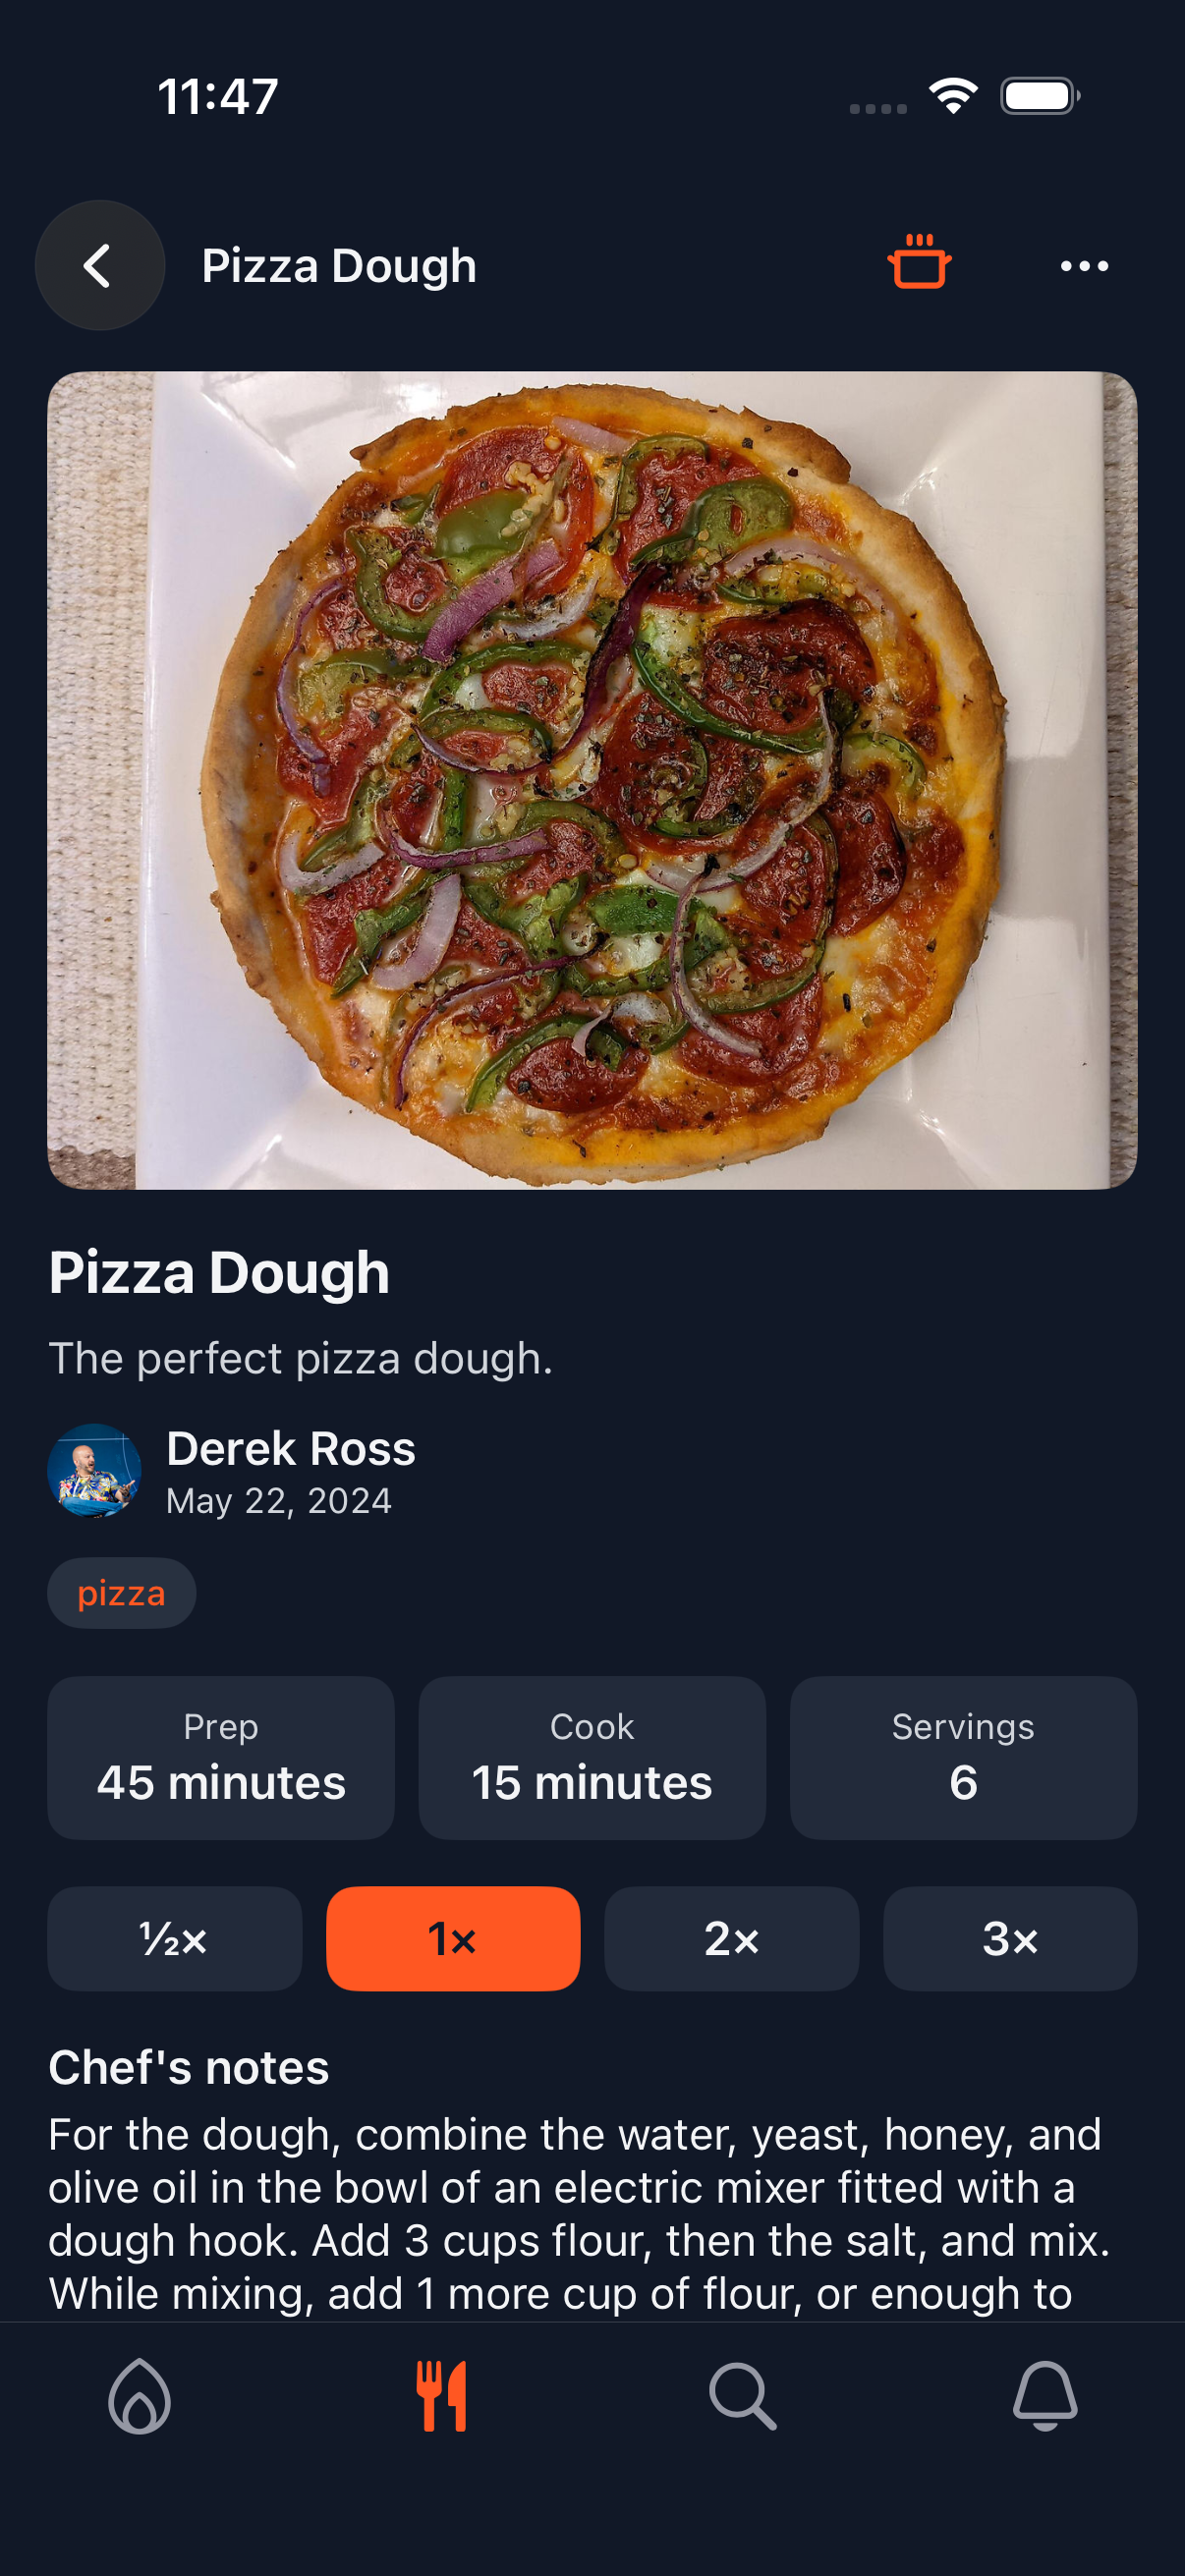 11:47
Pizza Dough
Pizza Dough
The perfect pizza dough.
Derek Ross
May 22, 2024
pizza
Prep
45 minutes
Cook
15 minutes
Servings
6
½×
1×
2×
3×
Chef's notes
For the dough, combine the water, yeast, honey, and
olive oil in the bowl of an electric mixer fitted with a
dough hook. Add 3 cups flour, then the salt, and mix.
While mixing, add 1 more cup of flour, or enough to